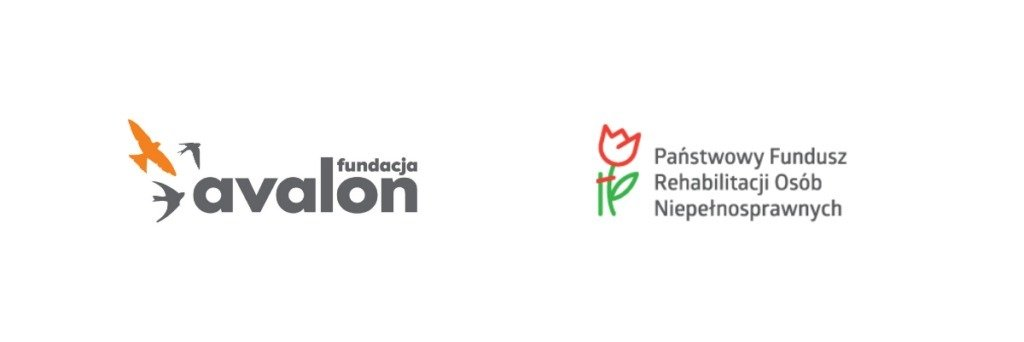 fundacja
avalon
Państwowy Fundusz
Rehabilitacji Osób
Niepełnosprawnych